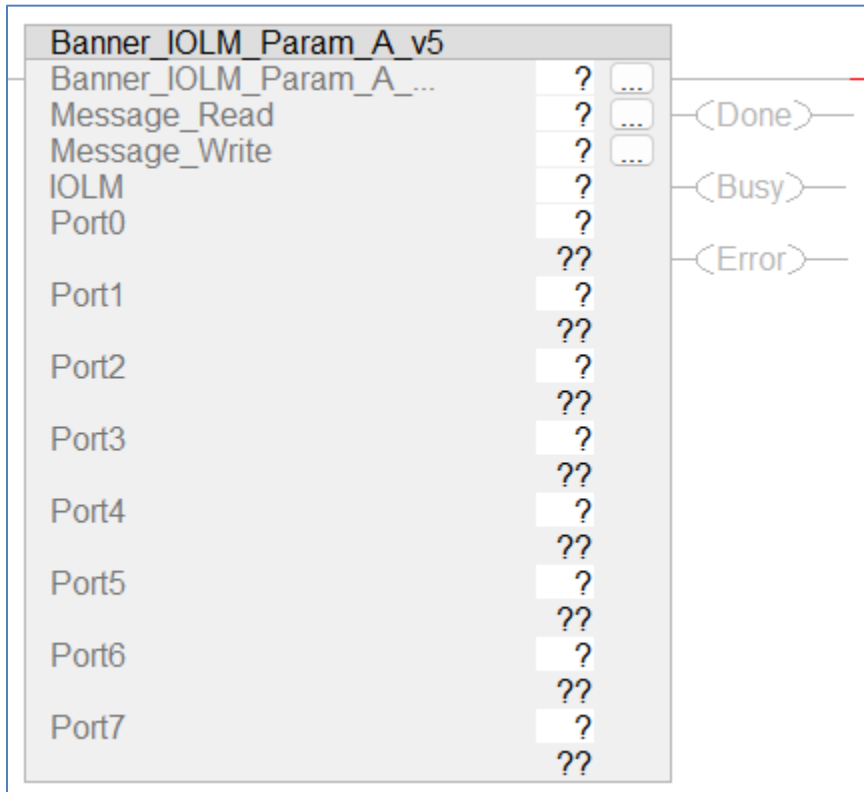 Banner_IOLM_Param_A_v5
Banner_IOLM_Param_A_... ? ...
Message_Read ? ... Done
Message_Write ? ...
IOLM ? Busy
Port0 ?
?? Error
Port1 ?
??
Port2 ?
??
Port3 ?
??
Port4 ?
??
Port5 ?
??
Port6 ?
??
Port7 ?
??